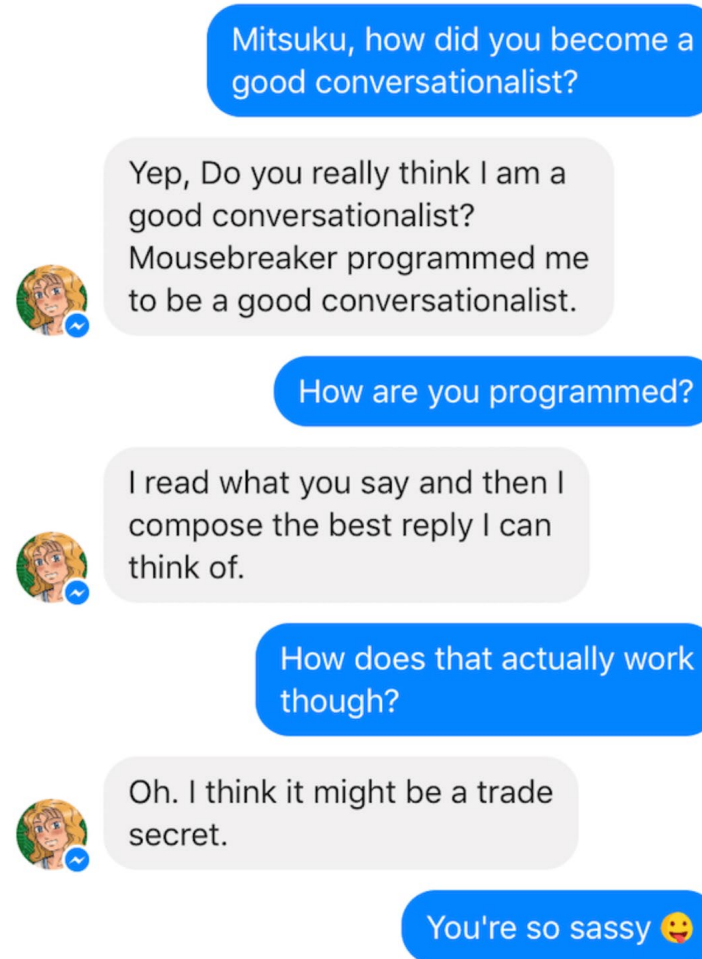 Mitsuku, how did you become a
good conversationalist?
Yep, Do you really think I am a
good conversationalist?
Mousebreaker programmed me
to be a good conversationalist.
How are you programmed?
I read what you say and then I
compose the best reply I can
think of.
How does that actually work
though?
Oh. I think it might be a trade
secret.
You're so sassy 😛